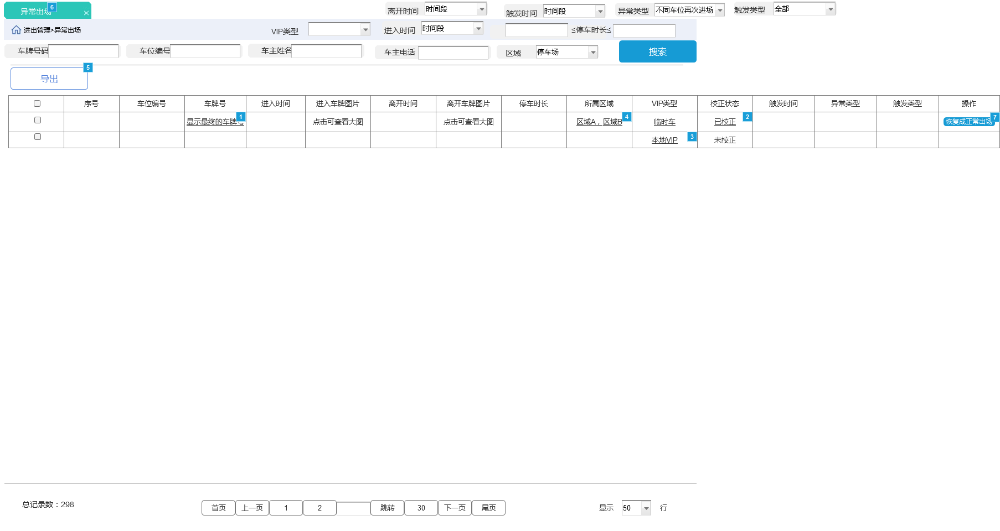 异常出场 6 ×
离开时间 时间段 触发时间 时间段 异常类型 不同车位再次进场 触发类型 全部
进出管理>异常出场 VIP类型 进入时间 时间段 ≤停车时长≤
车牌号码 车位编号 车主姓名 车主电话 区域 停车场 搜索
导出 5
序号 车位编号 车牌号 进入时间 进入车牌图片 离开时间 离开车牌图片 停车时长 所属区域 VIP类型 校正状态 触发时间 异常类型 触发类型 操作
显示最终的车牌号 1 点击可查看大图 点击可查看大图 区域A，区域B 4 临时车 已校正 2 恢复成正常出场 7
本地VIP 3 未校正
总记录数：298 首页 上一页 1 2 跳转 30 下一页 尾页 显示 50 行